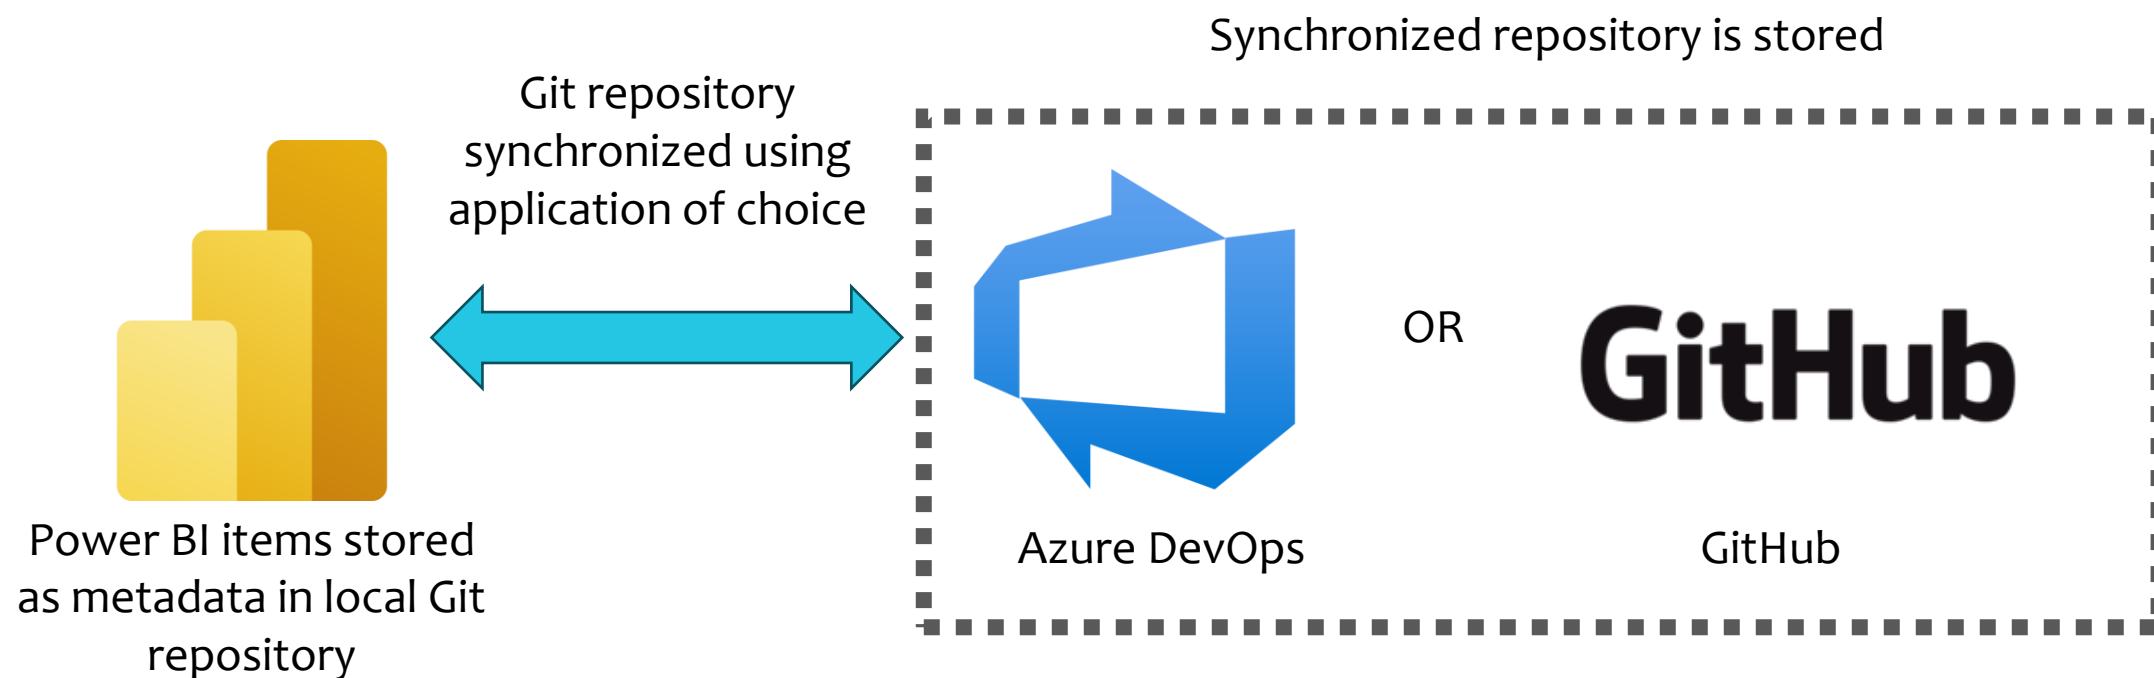 Synchronized repository is stored
Git repository
synchronized using
application of choice
OR
GitHub
Power BI items stored
as metadata in local Git
repository
Azure DevOps
GitHub